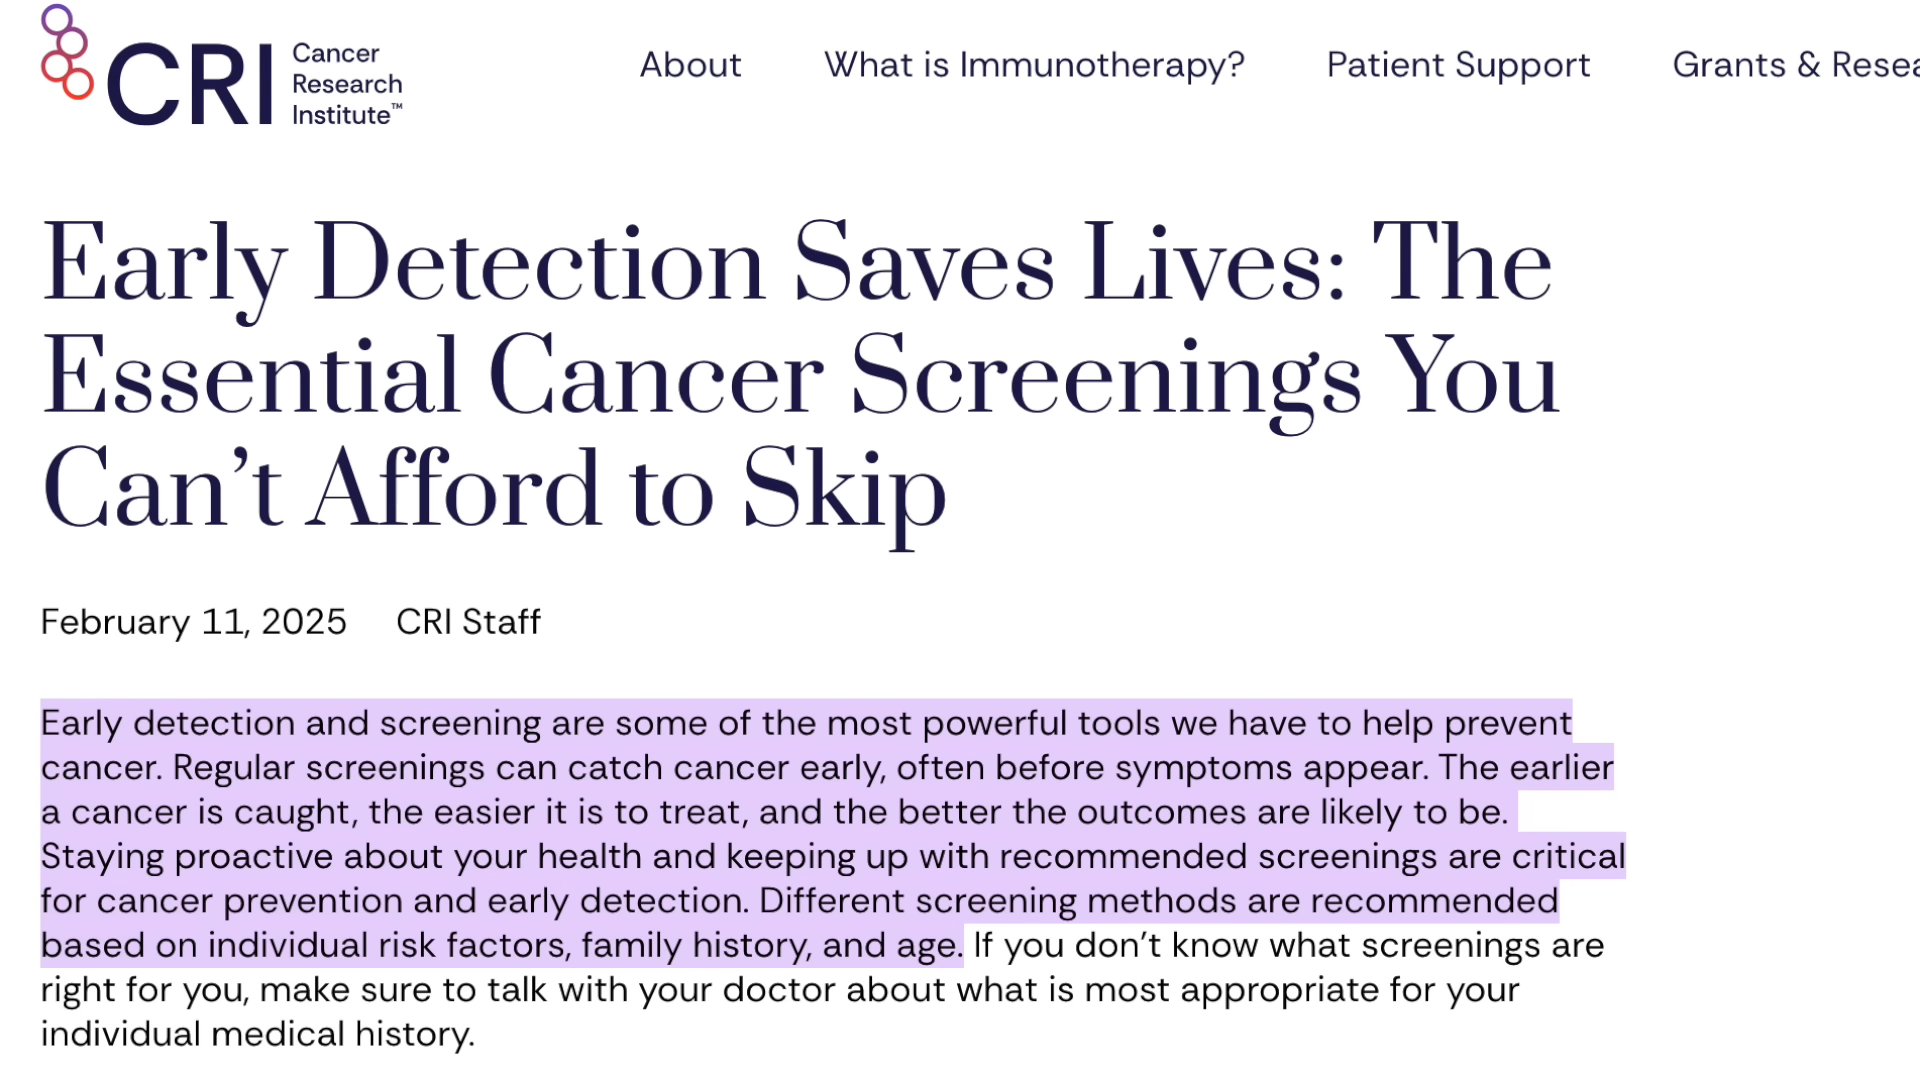 CRI
Cancer
Research
Institute™
About
What is Immunotherapy?
Patient Support
Grants &
Early Detection Saves Lives: The
Essential Cancer Screenings You
Can’t Afford to Skip
February 11, 2025
CRI Staff
Early detection and screening are some of the most powerful tools we have to help prevent
cancer. Regular screenings can catch cancer early, often before symptoms appear. The earlier
a cancer is caught, the easier it is to treat, and the better the outcomes are likely to be.
Staying proactive about your health and keeping up with recommended screenings are critical
for cancer prevention and early detection. Different screening methods are recommended
based on individual risk factors, family history, and age. If you don’t know what screenings are
right for you, make sure to talk with your doctor about what is most appropriate for your
individual medical history.